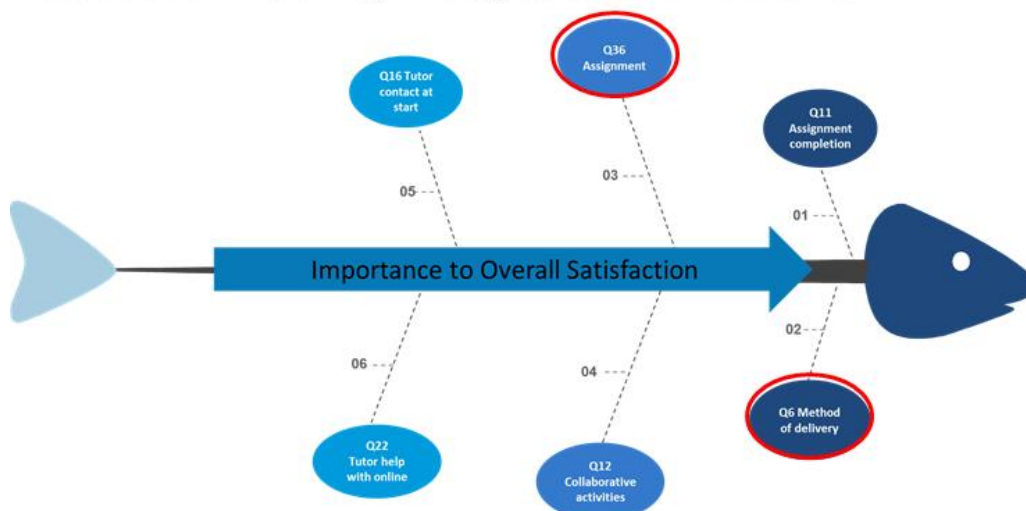 Q36
Assignment
Q16 Tutor
contact at
start
Q11
Assignment
completion
05
03
01
Importance to Overall Satisfaction
02
06
04
Q6 Method
of delivery
Q22
Tutor help
with online
Q12
Collaborative
activities